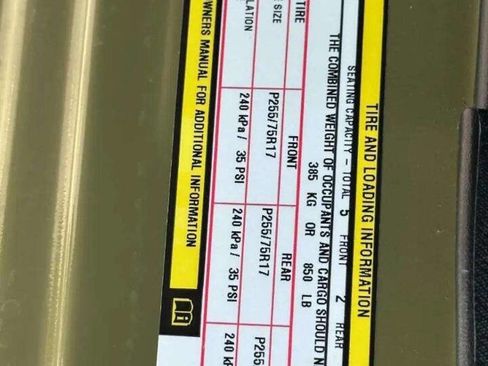 TIRE AND LOADING INFORMATION
SEATING CAPACITY – TOTAL 5 FRONT 2 REAR
THE COMBINED WEIGHT OF OCCUPANTS AND CARGO SHOULD N
385 KG OR 850 LB
TIRE FRONT REAR
SIZE P255/75R17 P255/75R17 P255
LATION 240 kPa / 35 PSI 240 kPa / 35 PSI 240 k
OWNERS MANUAL FOR ADDITIONAL INFORMATION